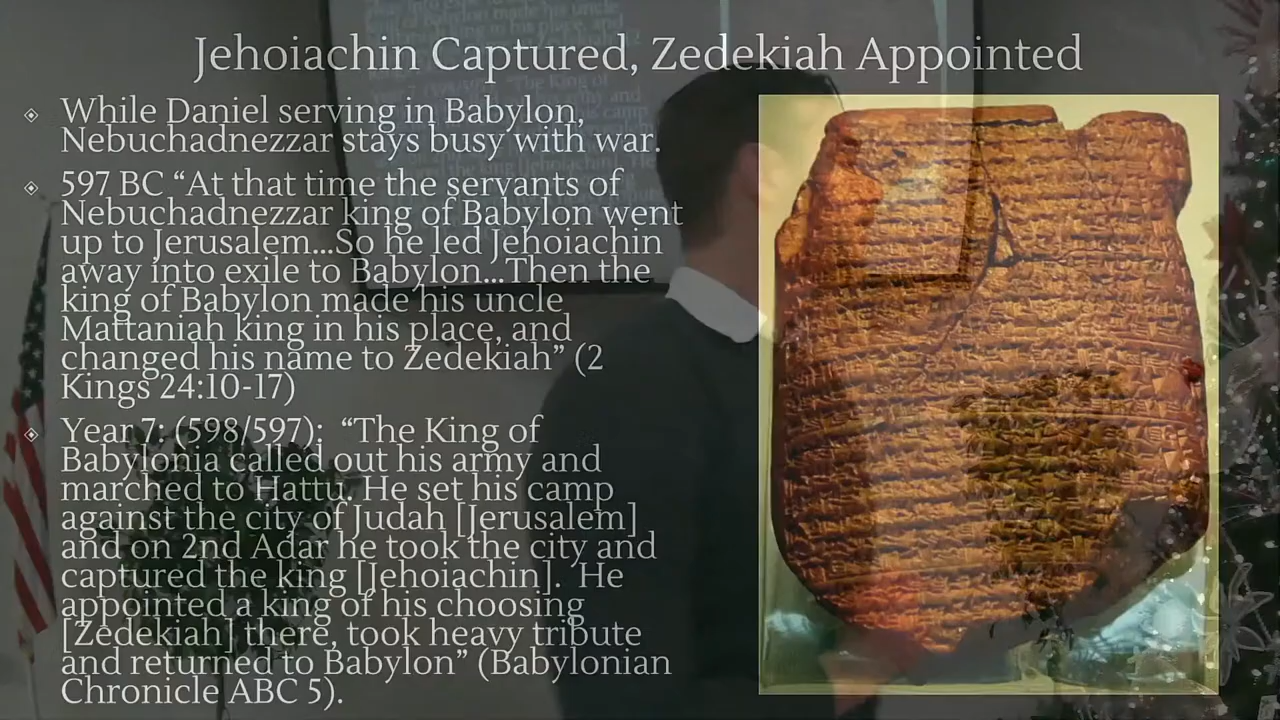 Jehoiachin Captured, Zedekiah Appointed
While Daniel serving in Babylon,
Nebuchadnezzar stays busy with war.
597 BC “At that time the servants of
Nebuchadnezzar king of Babylon went
up to Jerusalem...So he led Jehoiachin
away into exile to Babylon...Then the
king of Babylon made his uncle
Mattaniah king in his place, and
changed his name to Zedekiah” (2
Kings 24:10-17)
Year 7: (598/597): “The King of
Babylonia called out his army and
marched to Hattu. He set his camp
against the city of Judah [Jerusalem]
and on 2nd Adar he took the city and
captured the king [Jehoiachin]. He
appointed a king of his choosing
[Zedekiah] there, took heavy tribute
and returned to Babylon” (Babylonian
Chronicle ABC 5).